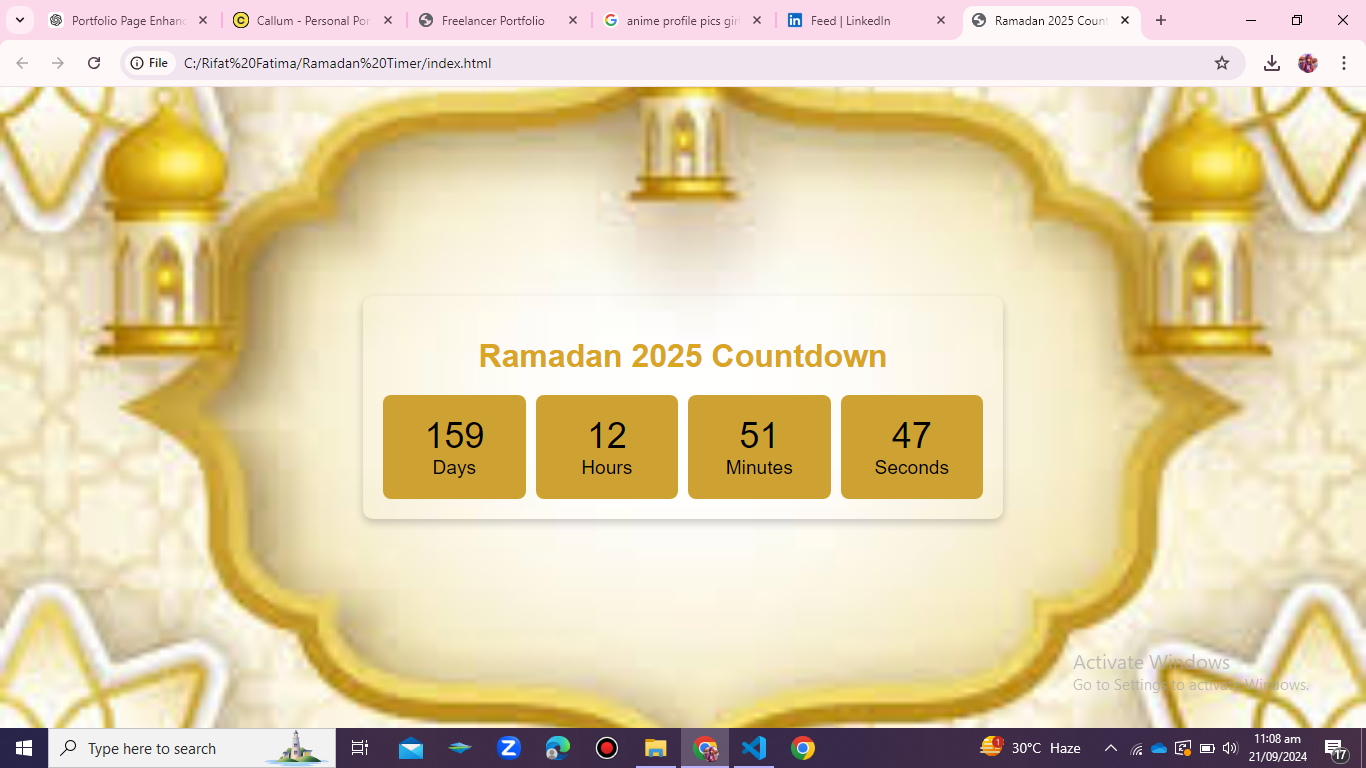 Portfolio Page Enhanc
Callum - Personal Por
Freelancer Portfolio
anime profile pics gir
Feed | LinkedIn
Ramadan 2025 Count
File
C:/Rifat%20Fatima/Ramadan%20Timer/index.html
Ramadan 2025 Countdown
159 12 51 47
Days Hours Minutes Seconds
Activate Windows
Go to Settings to activate Windows.
Type here to search
30°C Haze
11:08 am
21/09/2024
17